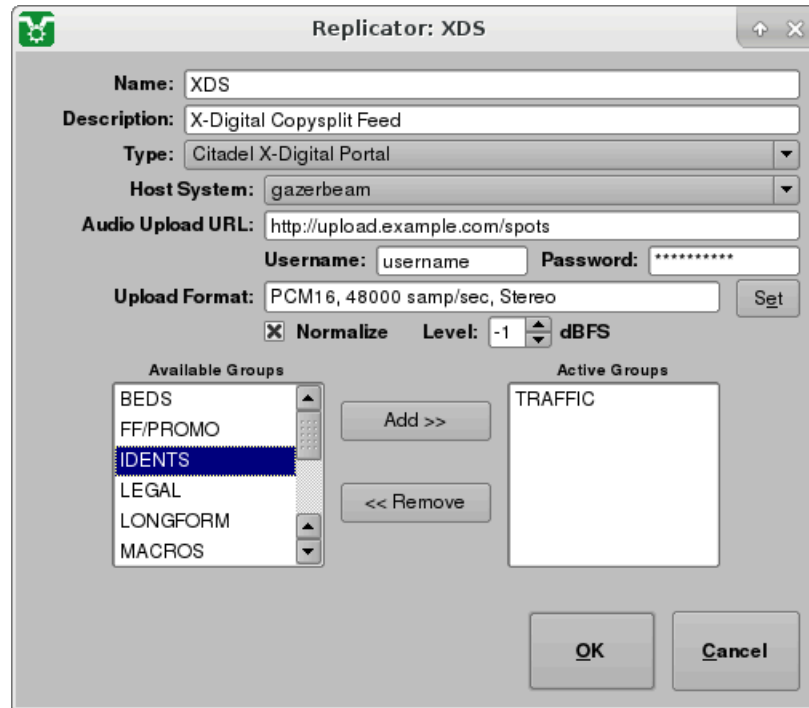 Replicator: XDS
Name: XDS
Description: X-Digital Copysplit Feed
Type: Citadel X-Digital Portal
Host System: gazerbeam
Audio Upload URL: http://upload.example.com/spots
Username: username Password: **********
Upload Format: PCM16, 48000 samp/sec, Stereo Set
Normalize Level: -1 dBFS
Available Groups Active Groups
BEDS TRAFFIC
FF/PROMO Add >>
IDENTS
LEGAL
LONGFORM << Remove
MACROS
OK Cancel